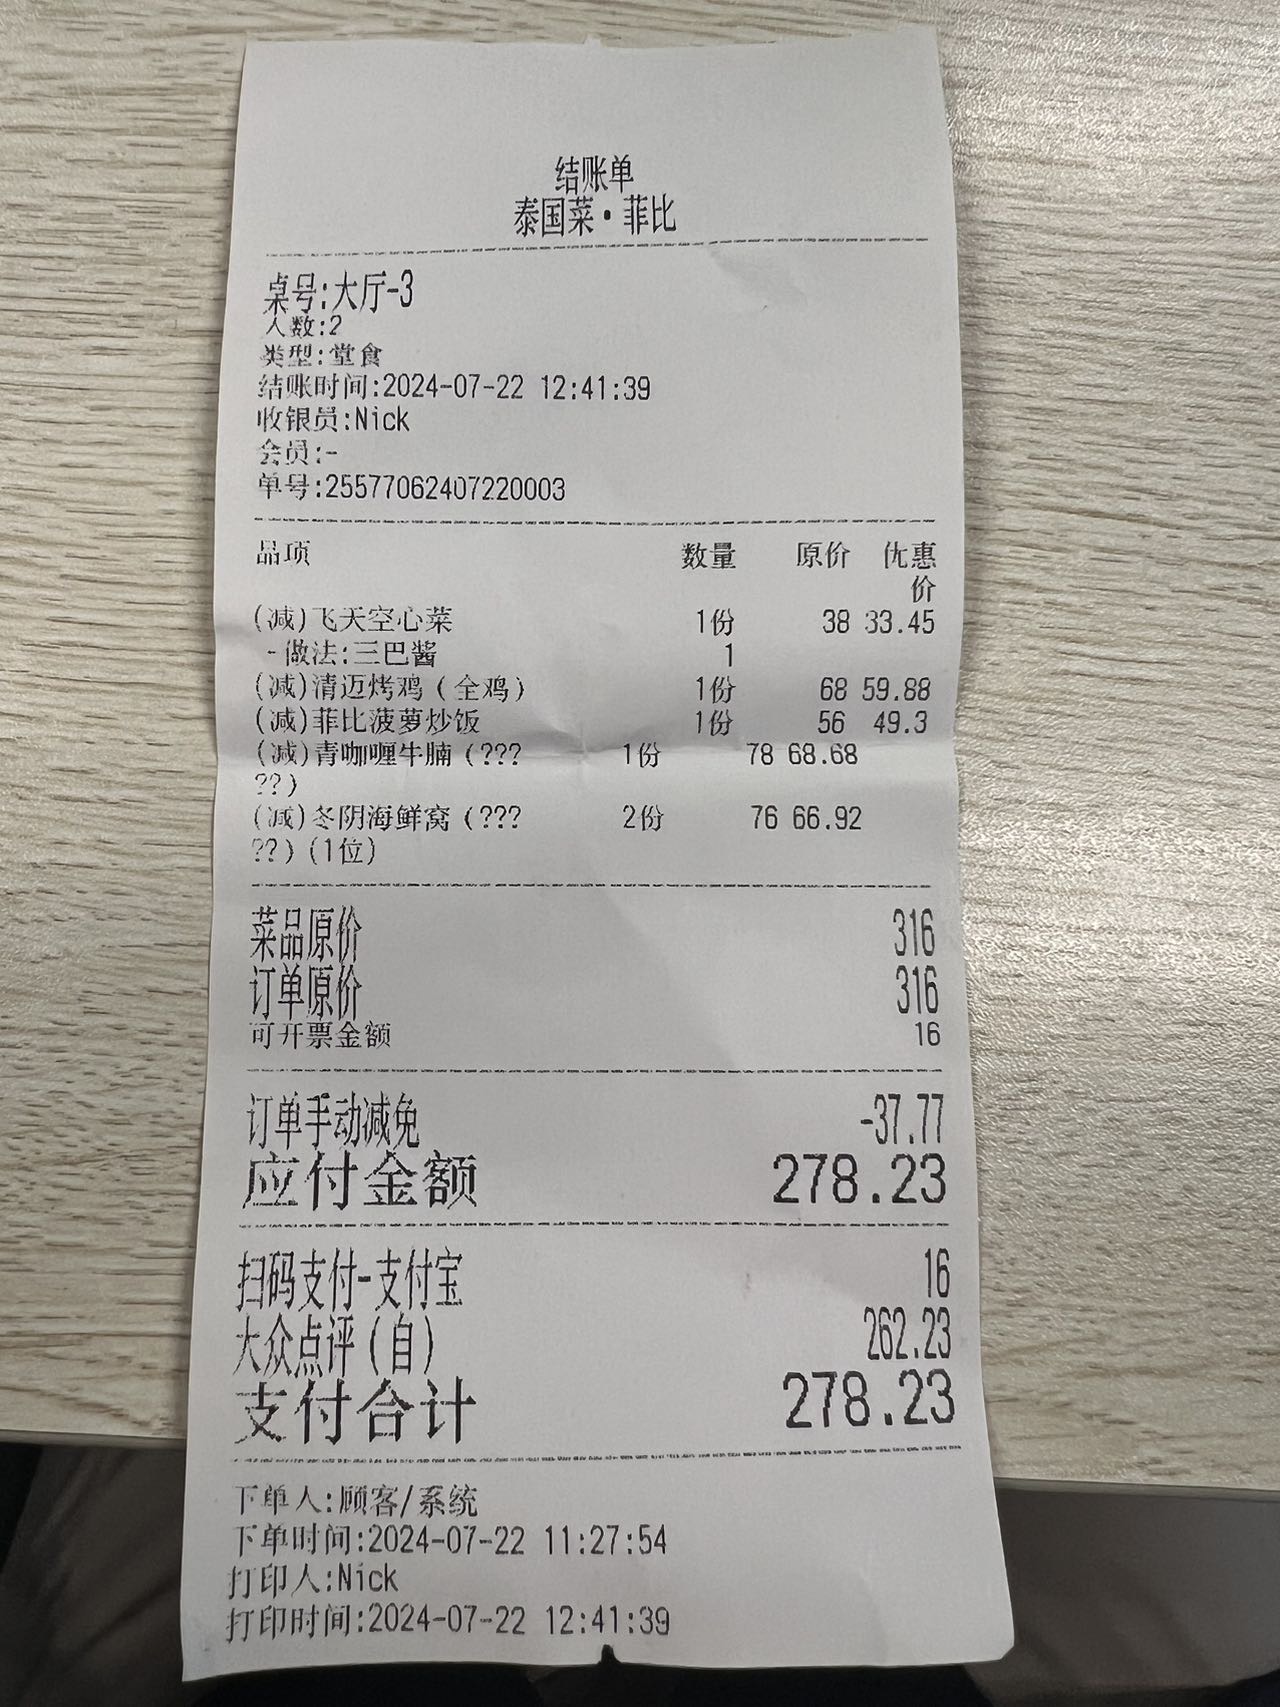 结账单
泰国菜·菲比
桌号:大厅-3
人数:2
类型:堂食
结账时间:2024-07-22 12:41:39
收银员:Nick
会员:-
单号:25577062407220003
品项 数量 原价 优惠
价
(减)飞天空心菜 1份 38 33.45
-做法:三巴酱 1
(减)清迈烤鸡(全鸡) 1份 68 59.88
(减)菲比菠萝炒饭 1份 56 49.3
(减)青咖喱牛腩(??? 1份 78 68.68
??)
(减)冬阴海鲜窝(??? 2份 76 66.92
??)(1位)
菜品原价 316
订单原价 316
可开票金额 16
订单手动减免 -37.77
应付金额 278.23
扫码支付-支付宝 16
大众点评(自) 262.23
支付合计 278.23
下单人:顾客/系统
下单时间:2024-07-22 11:27:54
打印人:Nick
打印时间:2024-07-22 12:41:39